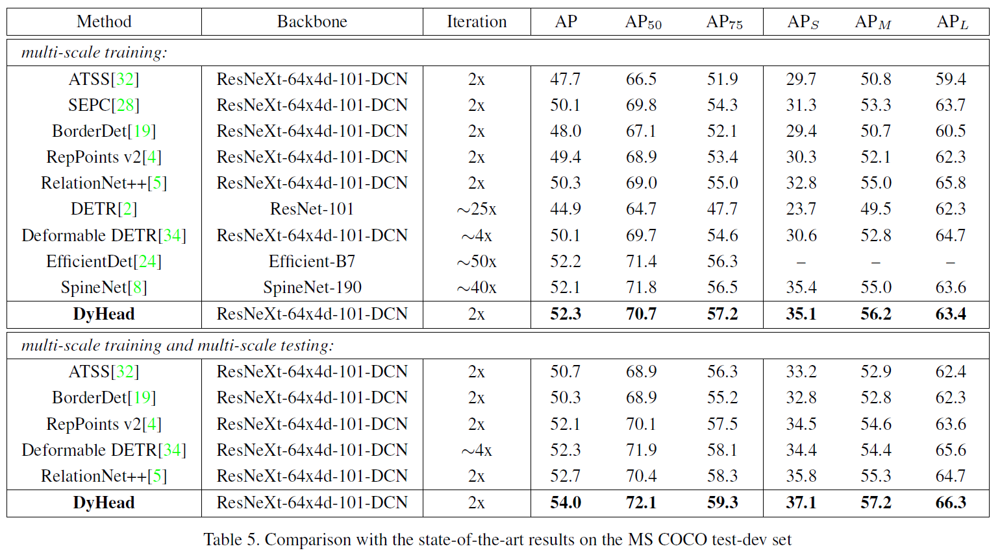 Method Backbone Iteration AP AP50 AP75 APS APM APL
multi-scale training:
ATSS[32] ResNeXt-64x4d-101-DCN 2x 47.7 66.5 51.9 29.7 50.8 59.4
SEPC[28] ResNeXt-64x4d-101-DCN 2x 50.1 69.8 54.3 31.3 53.3 63.7
BorderDet[19] ResNeXt-64x4d-101-DCN 2x 48.0 67.1 52.1 29.4 50.7 60.5
RepPoints v2[4] ResNeXt-64x4d-101-DCN 2x 49.4 68.9 53.4 30.3 52.1 62.3
RelationNet++[5] ResNeXt-64x4d-101-DCN 2x 50.3 69.0 55.0 32.8 55.0 65.8
DETR[2] ResNet-101 ∼25x 44.9 64.7 47.7 23.7 49.5 62.3
Deformable DETR[34] ResNeXt-64x4d-101-DCN ∼4x 50.1 69.7 54.6 30.6 52.8 64.7
EfficientDet[24] Efficient-B7 ∼50x 52.2 71.4 56.3 – – –
SpineNet[8] SpineNet-190 ∼40x 52.1 71.8 56.5 35.4 55.0 63.6
DyHead ResNeXt-64x4d-101-DCN 2x 52.3 70.7 57.2 35.1 56.2 63.4
multi-scale training and multi-scale testing:
ATSS[32] ResNeXt-64x4d-101-DCN 2x 50.7 68.9 56.3 33.2 52.9 62.4
BorderDet[19] ResNeXt-64x4d-101-DCN 2x 50.3 68.9 55.2 32.8 52.8 62.3
RepPoints v2[4] ResNeXt-64x4d-101-DCN 2x 52.1 70.1 57.5 34.5 54.6 63.6
Deformable DETR[34] ResNeXt-64x4d-101-DCN ∼4x 52.3 71.9 58.1 34.4 54.4 65.6
RelationNet++[5] ResNeXt-64x4d-101-DCN 2x 52.7 70.4 58.3 35.8 55.3 64.7
DyHead ResNeXt-64x4d-101-DCN 2x 54.0 72.1 59.3 37.1 57.2 66.3
Table 5. Comparison with the state-of-the-art results on the MS COCO test-dev set